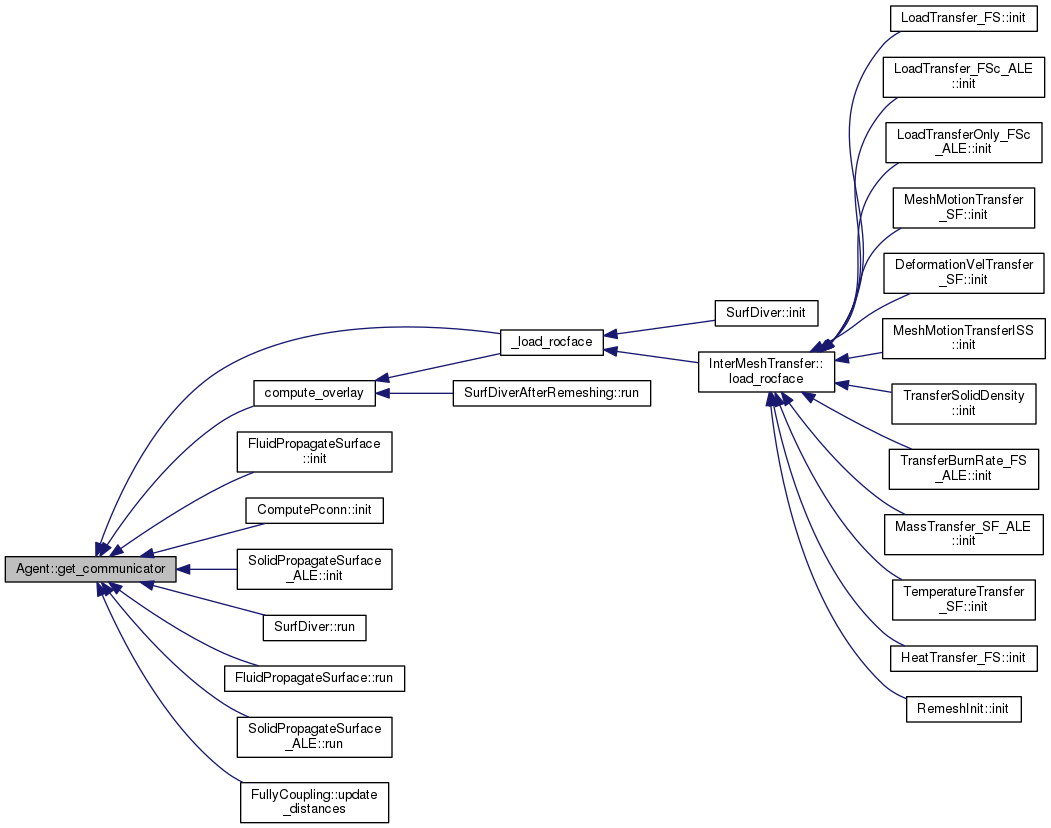 LoadTransfer_FS::init
LoadTransfer_FSc_ALE
::init
LoadTransferOnly_FSc
_ALE::init
MeshMotionTransfer
_SF::init
DeformationVelTransfer
_SF::init
SurfDiver::init
MeshMotionTransferISS
::init
_load_rocface
InterMeshTransfer::
load_rocface
compute_overlay
SurfDiverAfterRemeshing::run
TransferSolidDensity
::init
FluidPropagateSurface
::init
TransferBurnRate_FS
_ALE::init
ComputePconn::init
MassTransfer_SF_ALE
::init
Agent::get_communicator
SolidPropagateSurface
_ALE::init
TemperatureTransfer
_SF::init
SurfDiver::run
HeatTransfer_FS::init
FluidPropagateSurface::run
RemeshInit::init
SolidPropagateSurface
_ALE::run
FullyCoupling::update
_distances